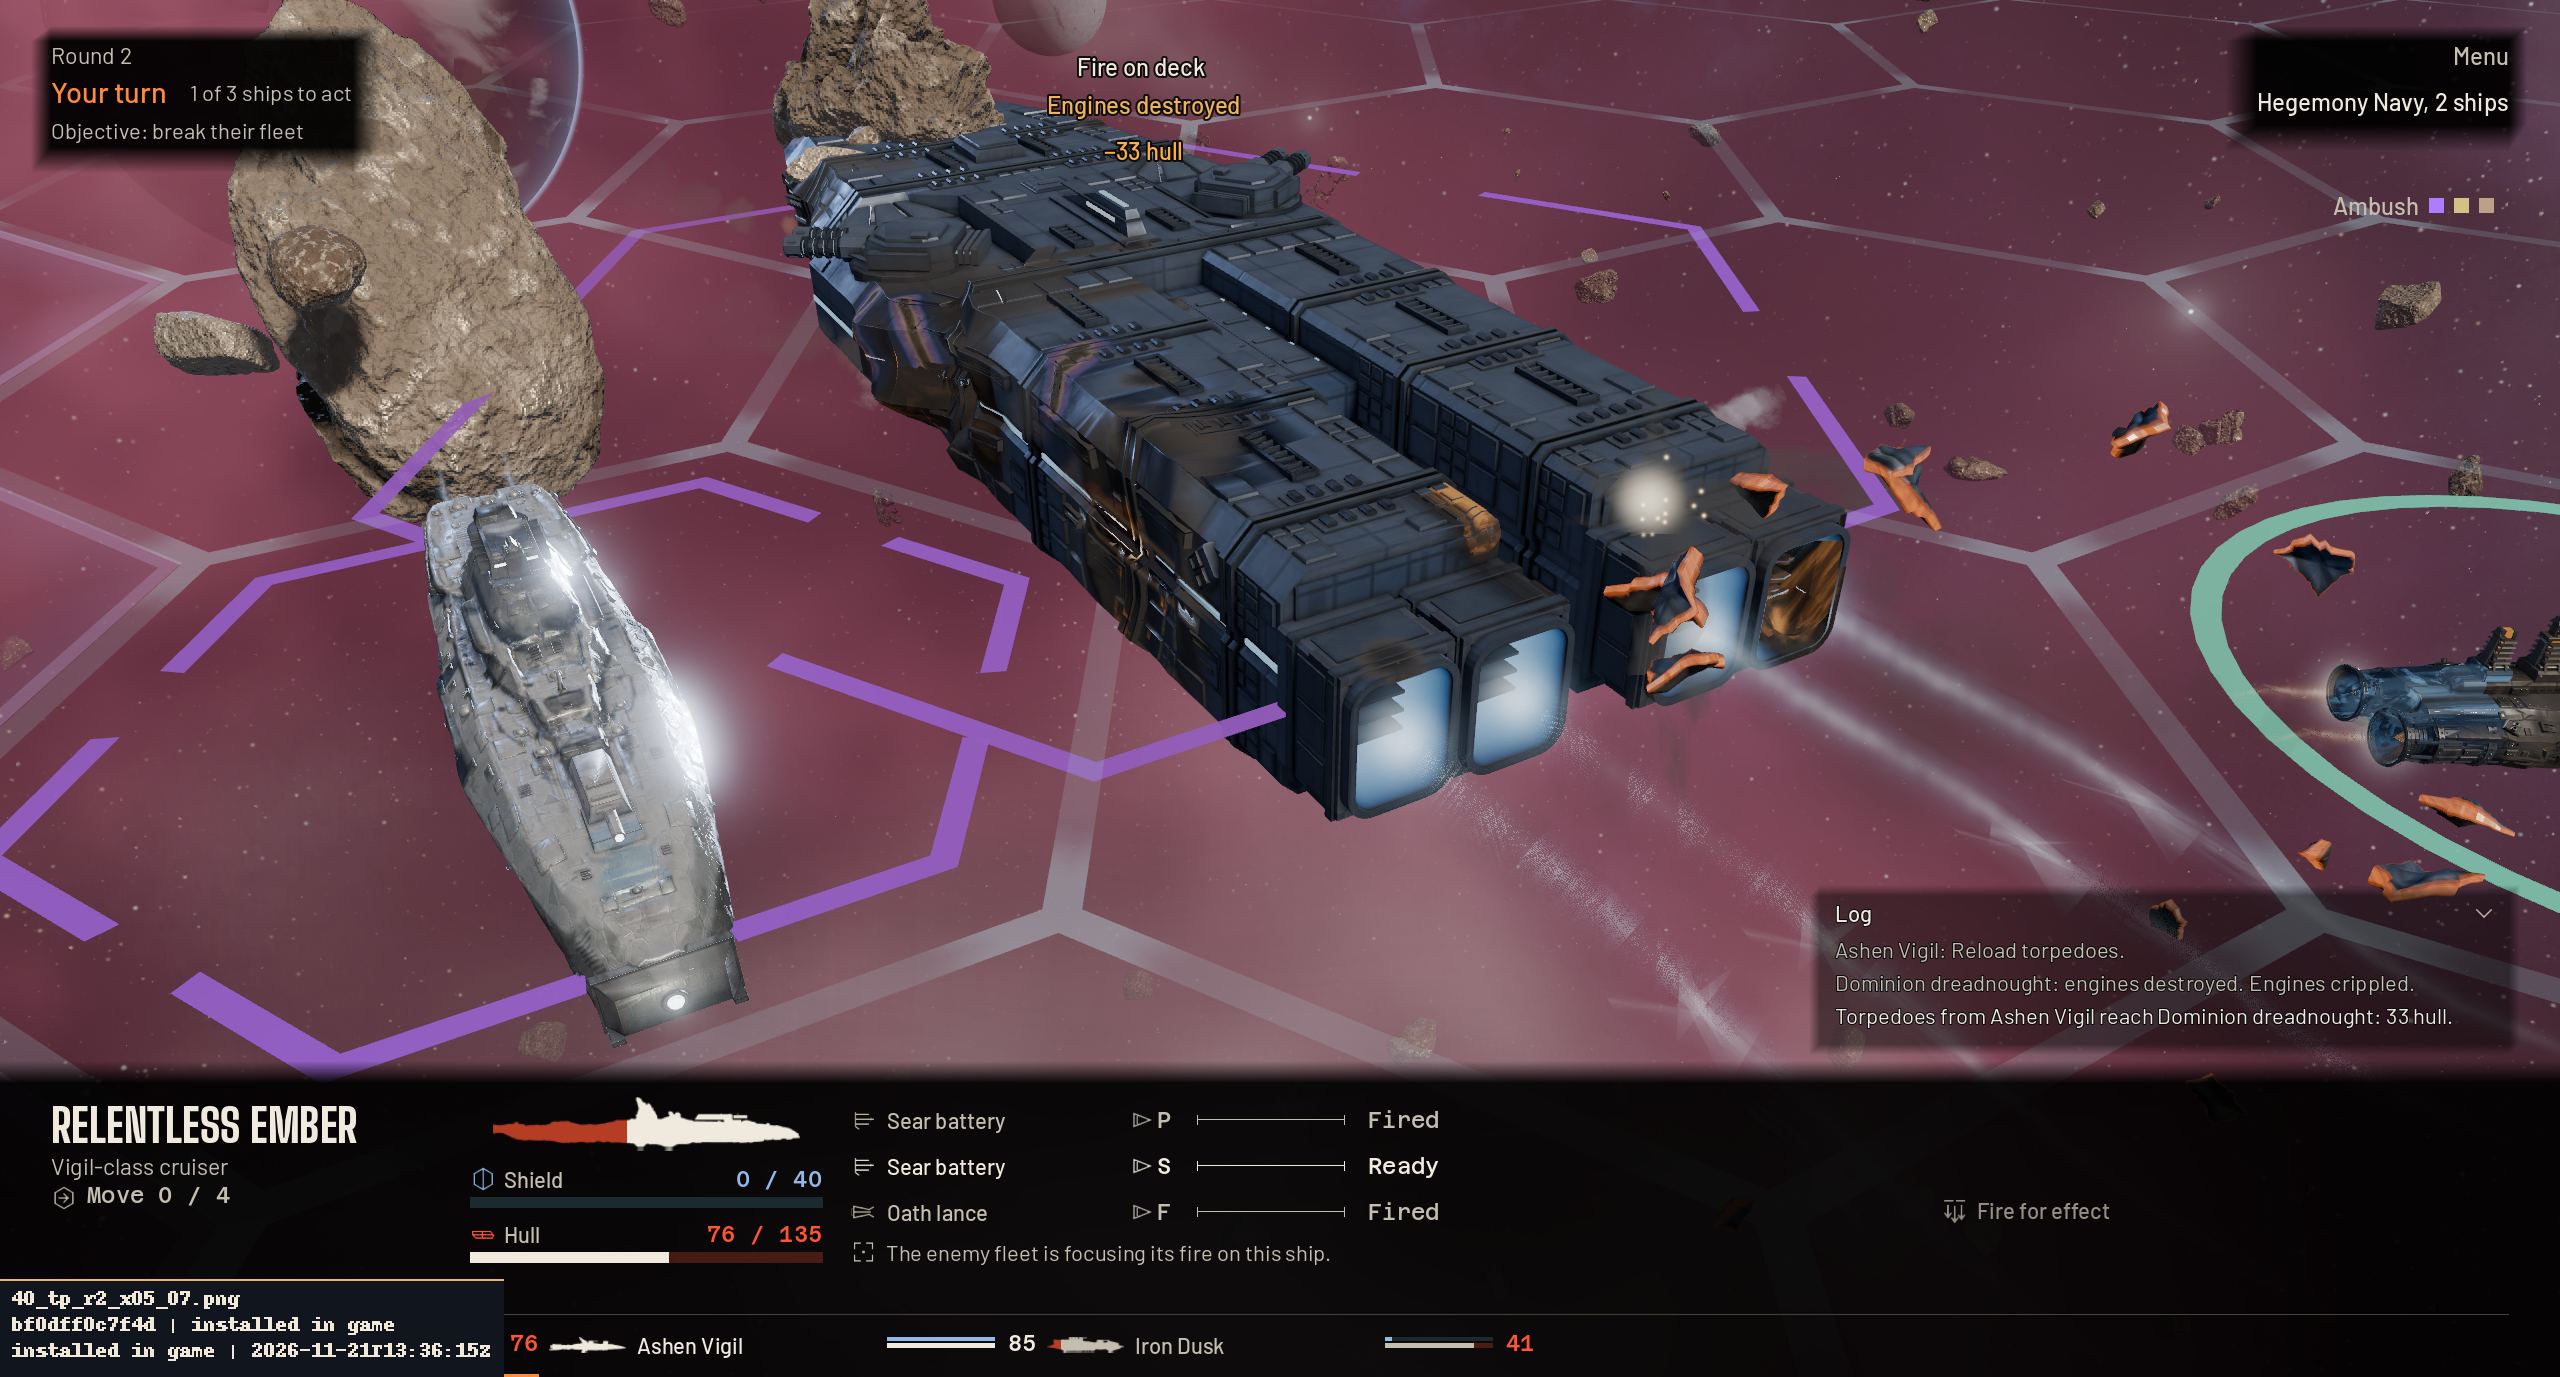 Round 2
Your turn 1 of 3 ships to act
Objective: break their fleet
Fire on deck
Engines destroyed
-33 hull
Menu
Hegemony Navy, 2 ships
Ambush
Log
Ashen Vigil: Reload torpedoes.
Dominion dreadnought: engines destroyed. Engines crippled.
Torpedoes from Ashen Vigil reach Dominion dreadnought: 33 hull.
RELENTLESS EMBER
Vigil-class cruiser
Move 0 / 4
Shield 0 / 40
Hull 76 / 135
Sear battery P Fired
Sear battery S Ready
Oath lance F Fired
The enemy fleet is focusing its fire on this ship.
Fire for effect
40_tp_r2_x05_07.png
bf0dff0c7f4d | installed in game
installed in game | 2026-11-21r13:36:15z
76 Ashen Vigil 85 Iron Dusk 41